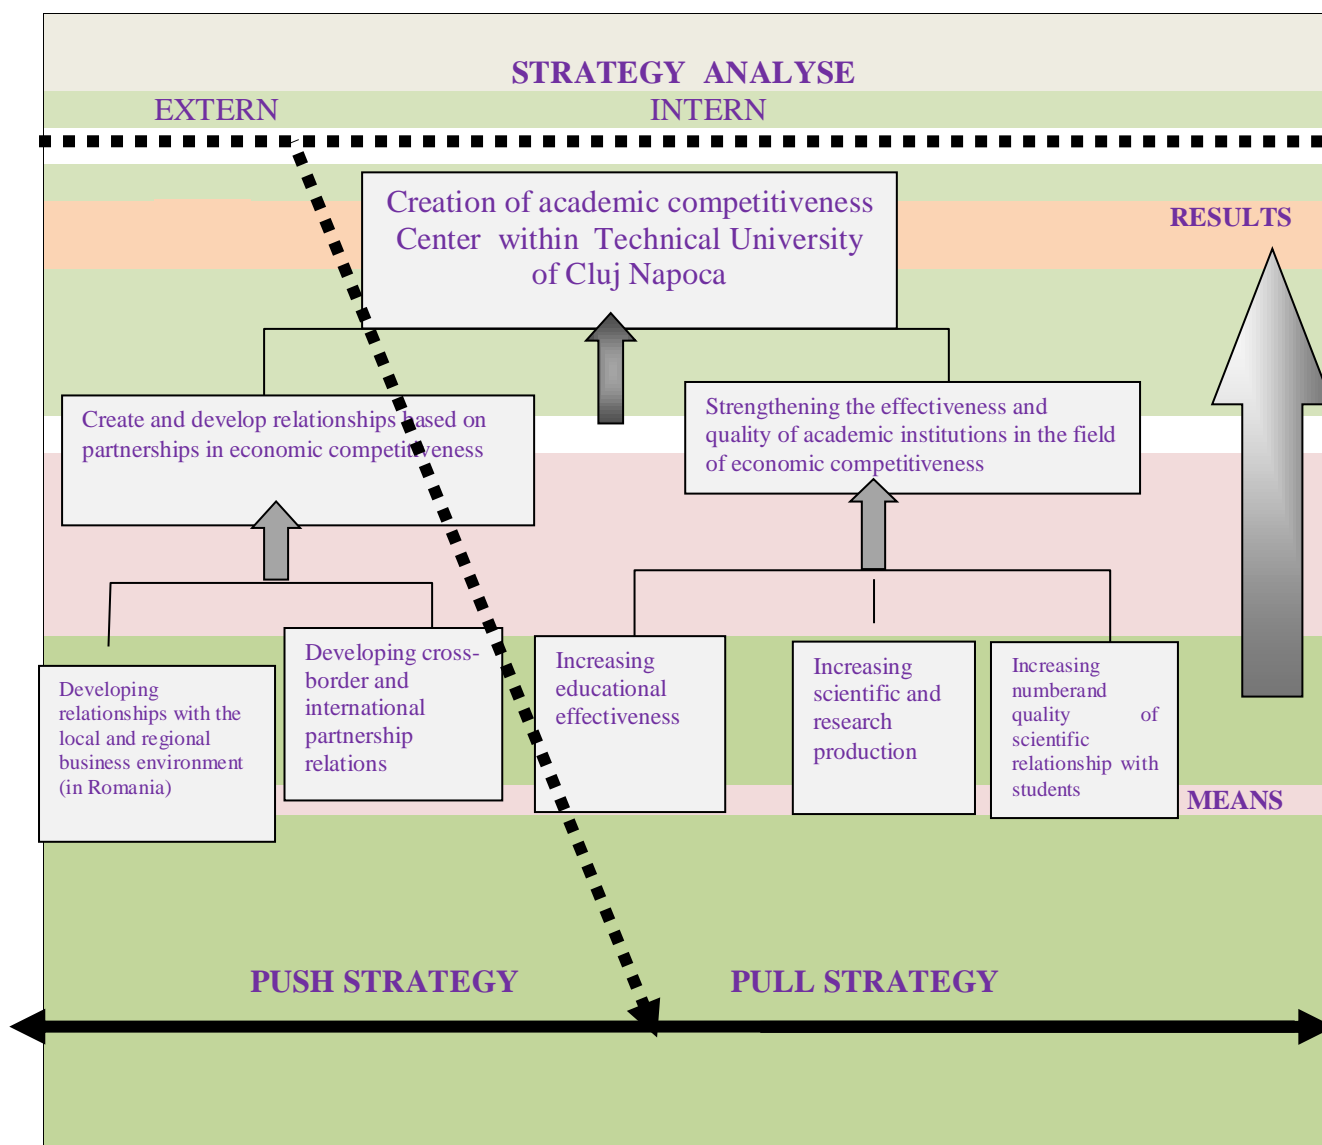 STRATEGY ANALYSE
EXTERN
INTERN
Creation of academic competitiveness
Center within Technical University
of Cluj Napoca
RESULTS
Create and develop relationships based on
partnerships in economic competitiveness
Strengthening the effectiveness and
quality of academic institutions in the field
of economic competitiveness
Developing
relationships with the
local and regional
business environment
(in Romania)
Developing cross-
border and
international
partnership
relations
Increasing
educational
effectiveness
Increasing
scientific and
research
production
Increasing
numberand
quality of
scientific
relationship with
students
MEANS
PUSH STRATEGY
PULL STRATEGY